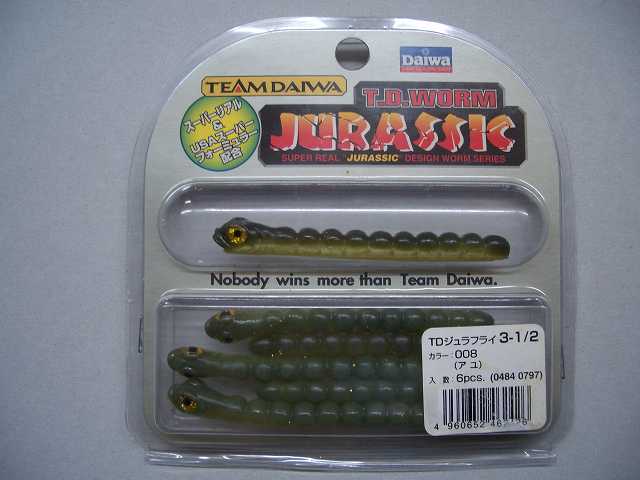 Daiwa
TEAM DAIWA
T.D.WORM
JURASSIC
SUPER REAL "JURASSIC" DESIGN WORM SERIES
スーパーリアル
&
USAスーパー
フォーミュラー
配合
Nobody wins more than Team Daiwa.
TDジュラフライ 3-1/2
カラー:008
(アユ)
入 数:6pcs. (0484 0797)
4 960652